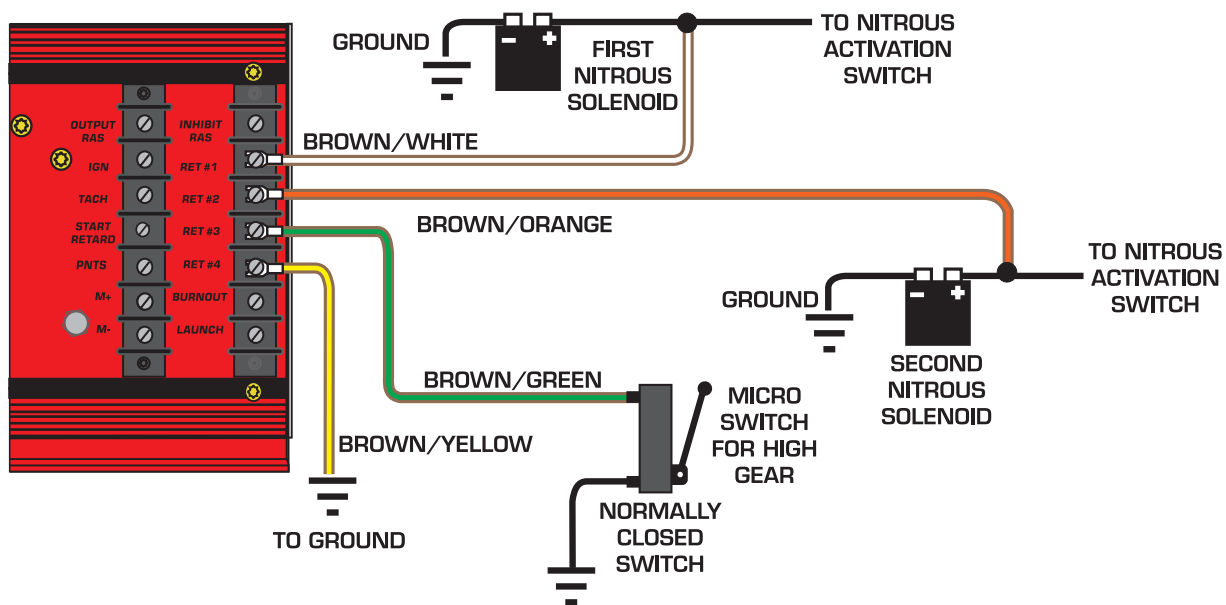 GROUND
FIRST
NITROUS
SOLENOID
TO NITROUS
ACTIVATION
SWITCH
OUTPUT
RAS
IGN
TACH
START
RETARD
PNTS
M+
M-
INHIBIT
RAS
RET #1
RET #2
RET #3
RET #4
BURNOUT
LAUNCH
BROWN/WHITE
BROWN/ORANGE
BROWN/GREEN
BROWN/YELLOW
TO GROUND
GROUND
TO NITROUS
ACTIVATION
SWITCH
SECOND
NITROUS
SOLENOID
MICRO
SWITCH
FOR HIGH
GEAR
NORMALLY
CLOSED
SWITCH